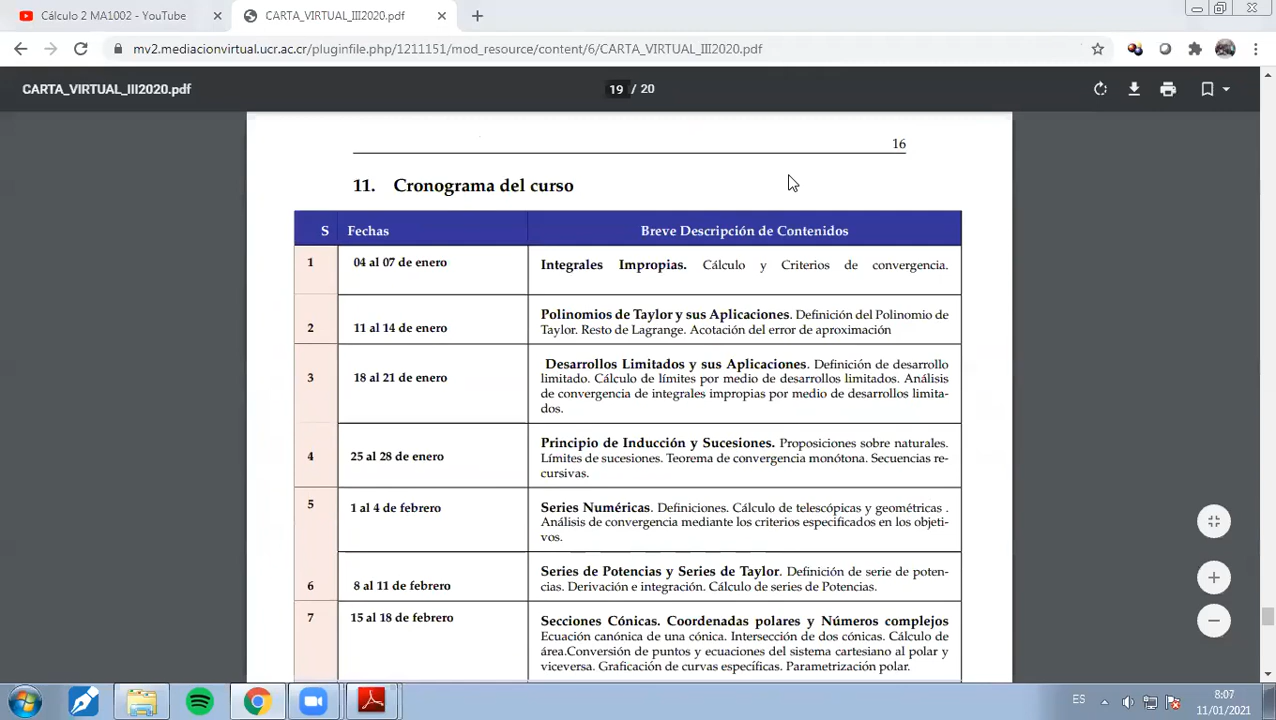 Cálculo 2 MA1002 - YouTube
CARTA_VIRTUAL_III2020.pdf
mv2.mediacionvirtual.ucr.ac.cr/pluginfile.php/1211151/mod_resource/content/6/CARTA_VIRTUAL_III2020.pdf
CARTA_VIRTUAL_III2020.pdf
19 / 20
16
11. Cronograma del curso
S Fechas Breve Descripción de Contenidos
1 04 al 07 de enero Integrales Impropias. Cálculo y Criterios de convergencia.
Polinomios de Taylor y sus Aplicaciones. Definición del Polinomio de
2 11 al 14 de enero Taylor. Resto de Lagrange. Acotación del error de aproximación
Desarrollos Limitados y sus Aplicaciones. Definición de desarrollo
3 18 al 21 de enero limitado. Cálculo de límites por medio de desarrollos limitados. Análisis
de convergencia de integrales impropias por medio de desarrollos limita-
dos.
Principio de Inducción y Sucesiones. Proposiciones sobre naturales.
4 25 al 28 de enero Límites de sucesiones. Teorema de convergencia monótona. Secuencias re-
cursivas.
5 1 al 4 de febrero Series Numéricas. Definiciones. Cálculo de telescópicas y geométricas .
Análisis de convergencia mediante los criterios especificados en los objeti-
vos.
Series de Potencias y Series de Taylor. Definición de serie de poten-
6 8 al 11 de febrero cias. Derivación e integración. Cálculo de series de Potencias.
7 15 al 18 de febrero Secciones Cónicas. Coordenadas polares y Números complejos
Ecuación canónica de una cónica. Intersección de dos cónicas. Cálculo de
área.Conversión de puntos y ecuaciones del sistema cartesiano al polar y
viceversa. Graficación de curvas específicas. Parametrización polar.
ES
8:07
11/01/2021